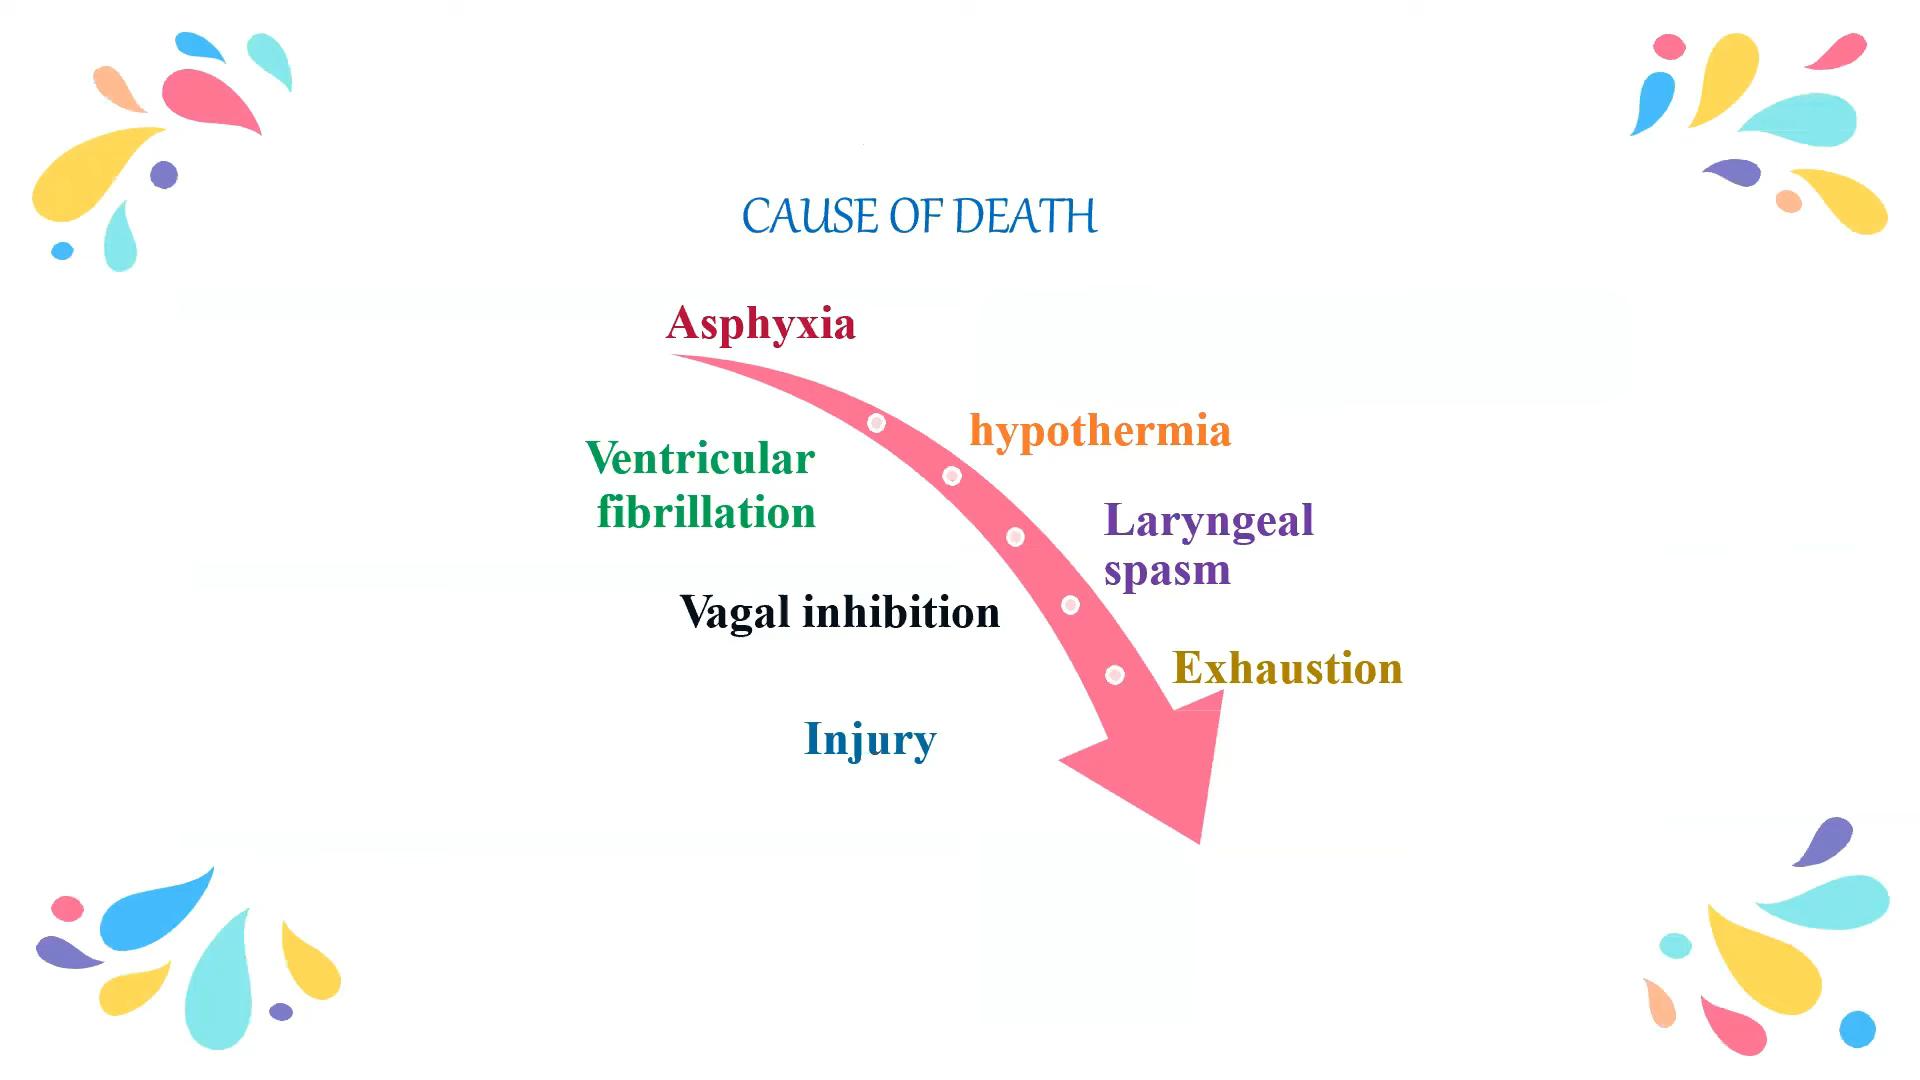 CAUSE OF DEATH
Asphyxia
hypothermia
Ventricular
fibrillation
Laryngeal
spasm
Vagal inhibition
Exhaustion
Injury